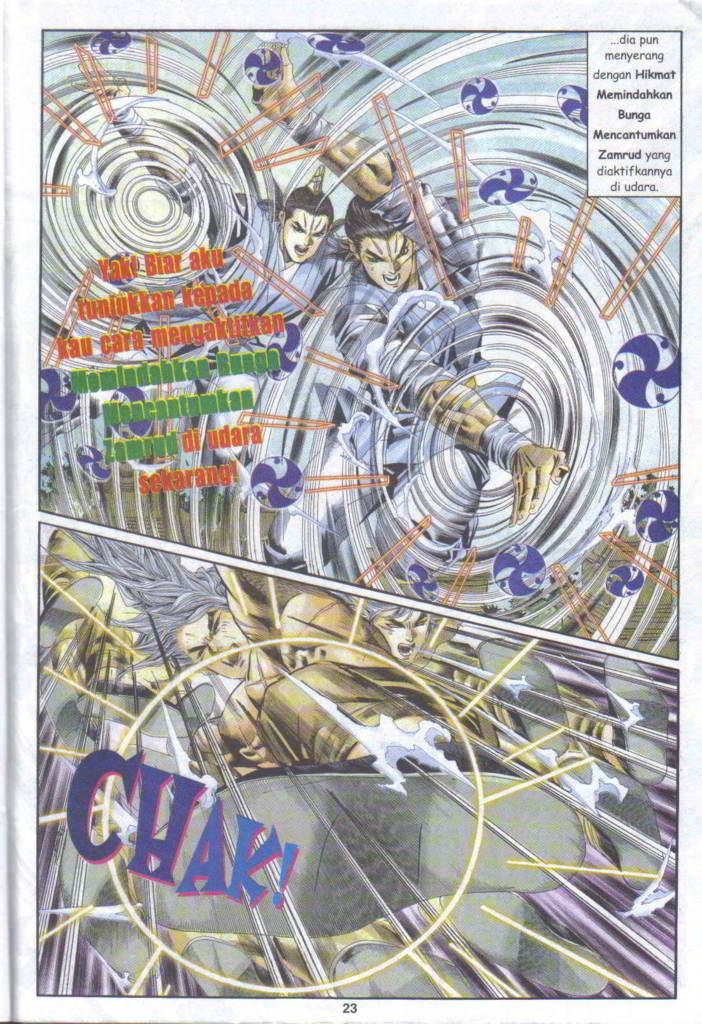 ...dia pun
menyerang
dengan Hikmat
Memindahkan
Bunga
Mencantumkan
Zamrud yang
diaktifkannya
di udara.
Yak! Biar aku
tunjukkan kepada
kau cara mengaktifkan
Memindahkan Bunga
Mencantumkan
Zamrud di udara
sekarang!
CHAK!
23